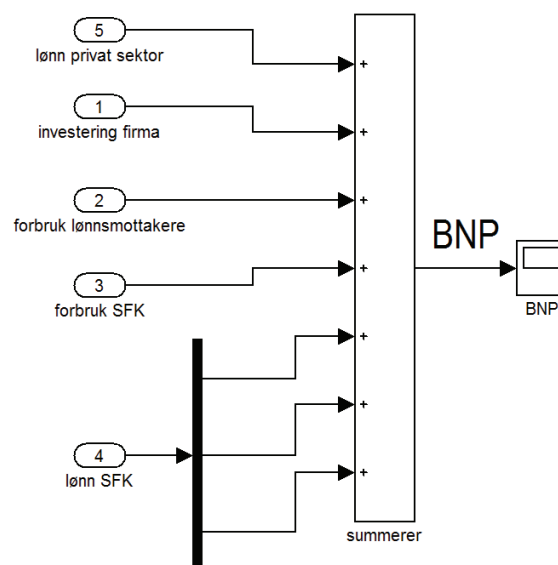 5
lønn privat sektor
+
1
investering firma
+
2
forbruk lønnsmottakere
+
BNP
3
forbruk SFK
+
BNP
+
+
4
lønn SFK
+
summerer